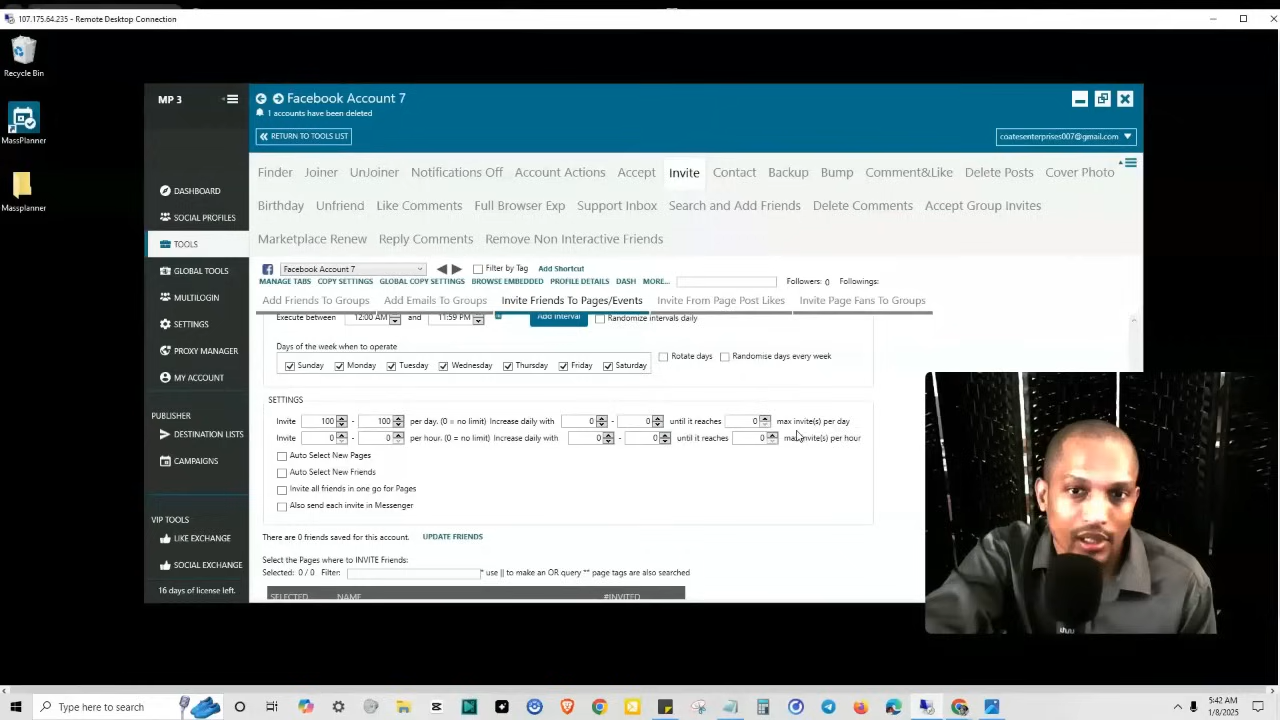 107.175.64.235 - Remote Desktop Connection
Recycle Bin
MassPlanner
Massplanner
MP 3
Facebook Account 7
1 accounts have been deleted
RETURN TO TOOLS LIST
coatesenterprises007@gmail.com
DASHBOARD
SOCIAL PROFILES
TOOLS
GLOBAL TOOLS
MULTILOGIN
SETTINGS
PROXY MANAGER
MY ACCOUNT
PUBLISHER
DESTINATION LISTS
CAMPAIGNS
VIP TOOLS
LIKE EXCHANGE
SOCIAL EXCHANGE
16 days of license left.
Finder Joiner UnJoiner Notifications Off Account Actions Accept Invite Contact Backup Bump Comment&Like Delete Posts Cover Photo
Birthday Unfriend Like Comments Full Browser Exp Support Inbox Search and Add Friends Delete Comments Accept Group Invites
Marketplace Renew Reply Comments Remove Non Interactive Friends
Facebook Account 7 Filter by Tag Add Shortcut
MANAGE TABS COPY SETTINGS GLOBAL COPY SETTINGS BROWSE EMBEDDED PROFILE DETAILS DASH MORE... Followers: 0 Followings:
Add Friends To Groups Add Emails To Groups Invite Friends To Pages/Events Invite From Page Post Likes Invite Page Fans To Groups
Execute between 12:00 AM and 11:59 PM Add Interval Randomize intervals daily
Days of the week when to operate
Sunday Monday Tuesday Wednesday Thursday Friday Saturday Rotate days Randomise days every week
SETTINGS
Invite 100 - 100 per day. (0 = no limit) Increase daily with 0 - 0 until it reaches 0 max invite(s) per day
Invite 0 - 0 per hour. (0 = no limit) Increase daily with 0 - 0 until it reaches 0 max invite(s) per hour
Auto Select New Pages
Auto Select New Friends
Invite all friends in one go for Pages
Also send each invite in Messenger
There are 0 friends saved for this account. UPDATE FRIENDS
Select the Pages where to INVITE Friends:
Selected: 0 / 0 Filter: * use || to make an OR query ** page tags are also searched
SELECTED NAME #INVITED
Type here to search
5:42 AM
1/8/2025